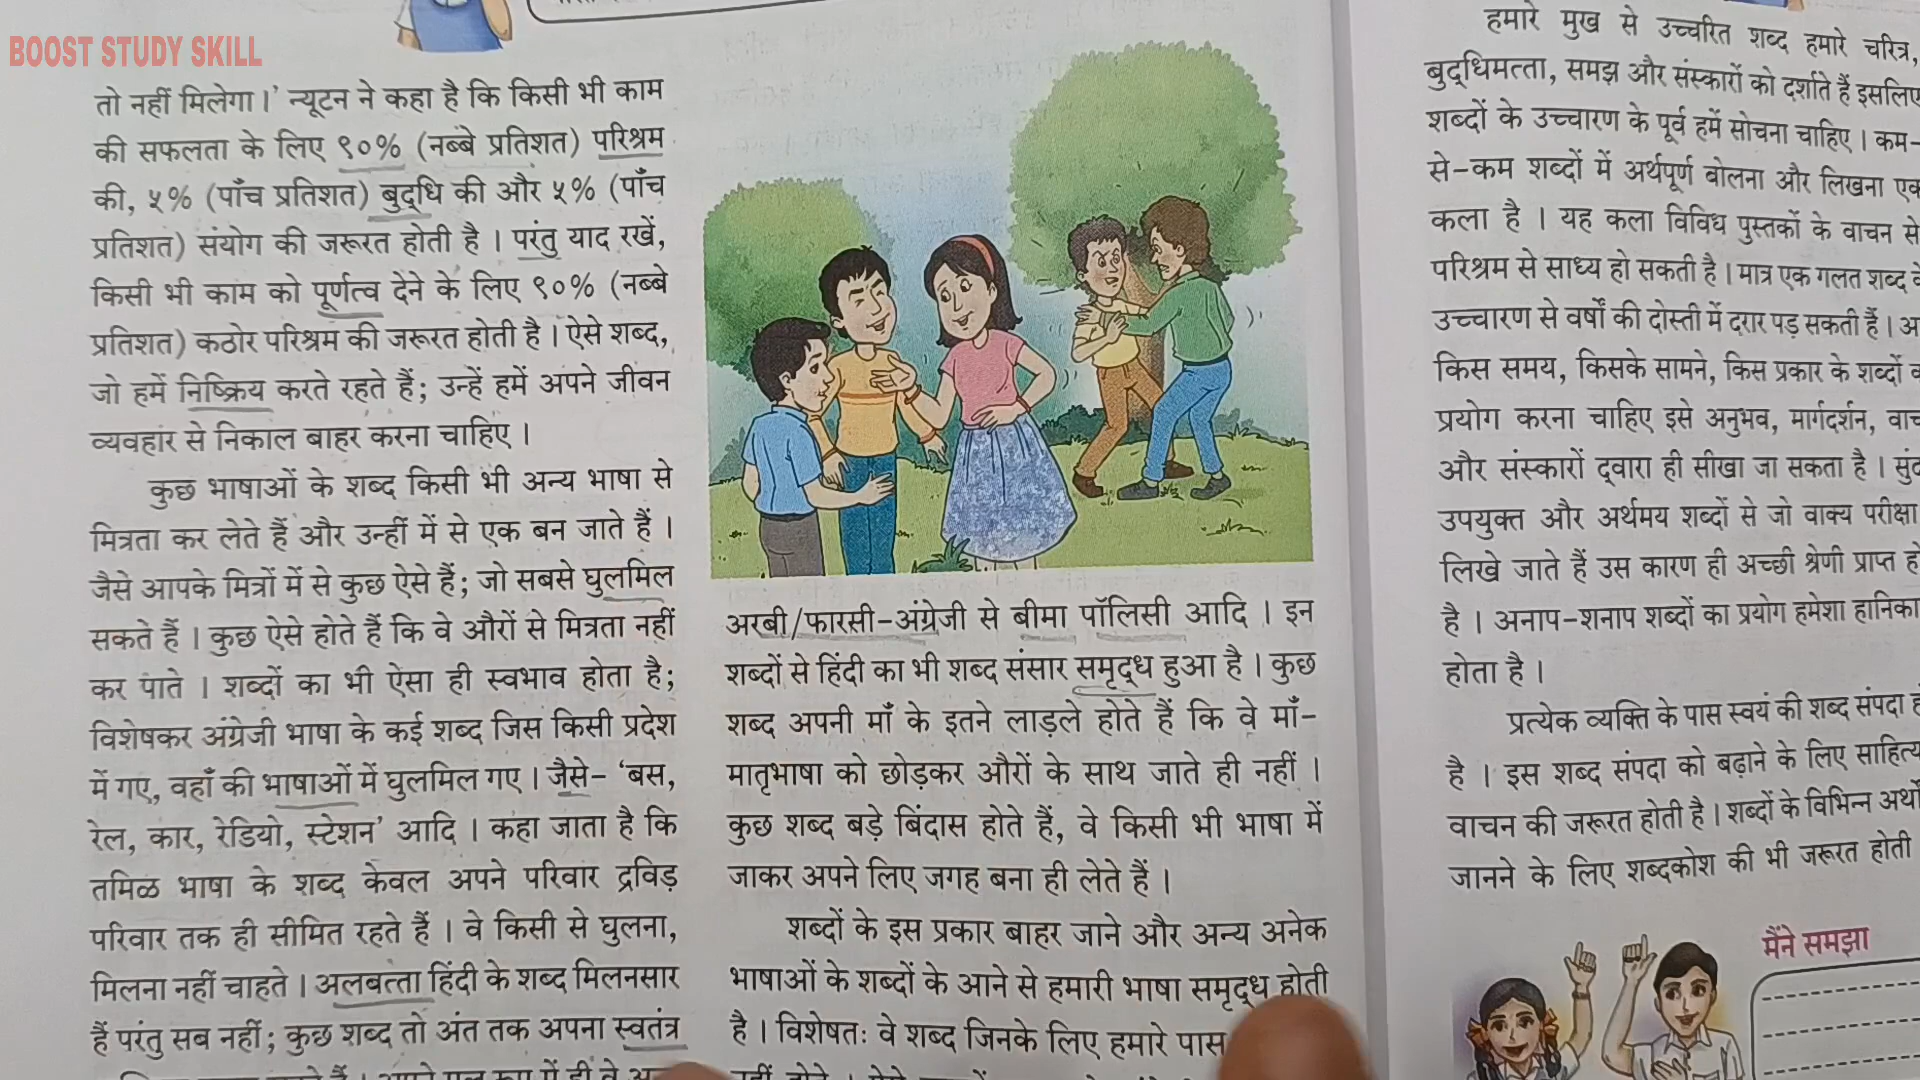 BOOST STUDY SKILL
तो नहीं मिलेगा ।’ न्यूटन ने कहा है कि किसी भी काम
की सफलता के लिए ९०% (नब्बे प्रतिशत) परिश्रम
की, ५% (पाँच प्रतिशत) बुद्‌धि की और ५% (पाँच
प्रतिशत) संयोग की जरूरत होती है । परंतु याद रखें,
किसी भी काम को पूर्णत्व देने के लिए ९०% (नब्बे
प्रतिशत) कठोर परिश्रम की जरूरत होती है । ऐसे शब्द,
जो हमें निष्क्रिय करते रहते हैं; उन्हें हमें अपने जीवन
व्यवहार से निकाल बाहर करना चाहिए ।
कुछ भाषाओं के शब्द किसी भी अन्य भाषा से
मित्रता कर लेते हैं और उन्हीं में से एक बन जाते हैं ।
जैसे आपके मित्रों में से कुछ ऐसे हैं; जो सबसे घुलमिल
सकते हैं । कुछ ऐसे होते हैं कि वे औरों से मित्रता नहीं
कर पाते । शब्दों का भी ऐसा ही स्वभाव होता है;
विशेषकर अंग्रेजी भाषा के कई शब्द जिस किसी प्रदेश
में गए, वहाँ की भाषाओं में घुलमिल गए । जैसे- ‘बस,
रेल, कार, रेडियो, स्टेशन’ आदि । कहा जाता है कि
तमिळ भाषा के शब्द केवल अपने परिवार द्रविड़
परिवार तक ही सीमित रहते हैं । वे किसी से घुलना,
मिलना नहीं चाहते । अलबत्ता हिंदी के शब्द मिलनसार
हैं परंतु सब नहीं; कुछ शब्द तो अंत तक अपना स्वतंत्र
अरबी/फारसी-अंग्रेजी से बीमा पॉलिसी आदि । इन
शब्दों से हिंदी का भी शब्द संसार समृद्‌ध हुआ है । कुछ
शब्द अपनी माँ के इतने लाड़ले होते हैं कि वे माँ-
मातृभाषा को छोड़कर औरों के साथ जाते ही नहीं ।
कुछ शब्द बड़े बिंदास होते हैं, वे किसी भी भाषा में
जाकर अपने लिए जगह बना ही लेते हैं ।
शब्दों के इस प्रकार बाहर जाने और अन्य अनेक
भाषाओं के शब्दों के आने से हमारी भाषा समृद्‌ध होती
है । विशेषतः वे शब्द जिनके लिए हमारे पास
हमारे मुख से उच्चरित शब्द हमारे चरित्र,
बुद्‌धिमत्ता, समझ और संस्कारों को दर्शाते हैं इसलिए
शब्दों के उच्चारण के पूर्व हमें सोचना चाहिए । कम-
से-कम शब्दों में अर्थपूर्ण बोलना और लिखना एक
कला है । यह कला विविध पुस्तकों के वाचन से
परिश्रम से साध्य हो सकती है । मात्र एक गलत शब्द
उच्चारण से वर्षों की दोस्ती में दरार पड़ सकती हैं ।
किस समय, किसके सामने, किस प्रकार के शब्दों
प्रयोग करना चाहिए इसे अनुभव, मार्गदर्शन,
और संस्कारों द्‌वारा ही सीखा जा सकता है ।
उपयुक्त और अर्थमय शब्दों से जो वाक्य परीक्षा
लिखे जाते हैं उस कारण ही अच्छी श्रेणी प्राप्त
है । अनाप-शनाप शब्दों का प्रयोग हमेशा
होता है ।
प्रत्येक व्यक्ति के पास स्वयं की शब्द संपदा
है । इस शब्द संपदा को बढ़ाने के लिए
वाचन की जरूरत होती है । शब्दों के विभिन्न
जानने के लिए शब्दकोश की भी जरूरत होती
मैंने समझा